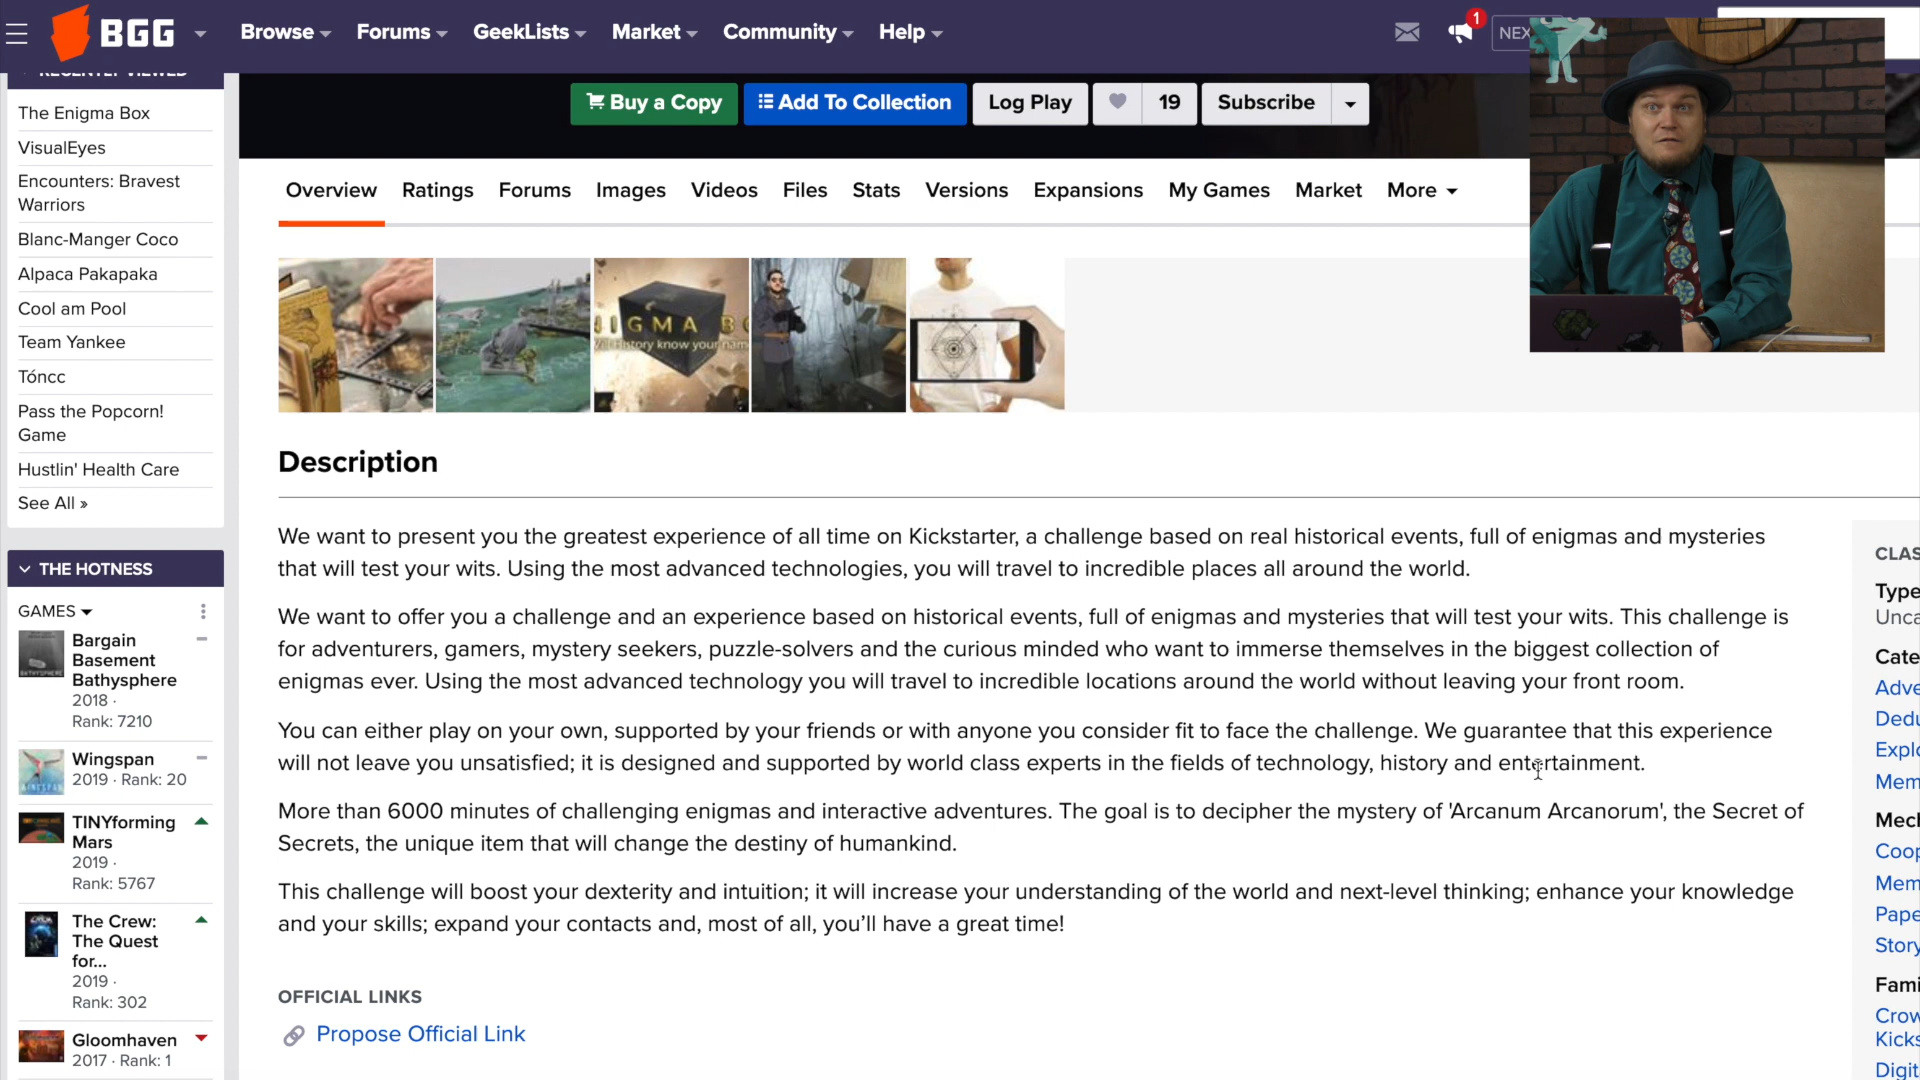 BGG
Browse
Forums
GeekLists
Market
Community
Help
1
NEX
The Enigma Box
VisualEyes
Encounters: Bravest
Warriors
Blanc-Manger Coco
Alpaca Pakapaka
Cool am Pool
Team Yankee
Tóncc
Pass the Popcorn!
Game
Hustlin' Health Care
See All »
THE HOTNESS
GAMES
Bargain
Basement
Bathysphere
2018 ·
Rank: 7210
Wingspan
2019 · Rank: 20
TINYforming
Mars
2019 ·
Rank: 5767
The Crew:
The Quest
for...
2019 ·
Rank: 302
Gloomhaven
2017 · Rank: 1
Buy a Copy
Add To Collection
Log Play
19
Subscribe
Overview
Ratings
Forums
Images
Videos
Files
Stats
Versions
Expansions
My Games
Market
More
Description
We want to present you the greatest experience of all time on Kickstarter, a challenge based on real historical events, full of enigmas and mysteries
that will test your wits. Using the most advanced technologies, you will travel to incredible places all around the world.
We want to offer you a challenge and an experience based on historical events, full of enigmas and mysteries that will test your wits. This challenge is
for adventurers, gamers, mystery seekers, puzzle-solvers and the curious minded who want to immerse themselves in the biggest collection of
enigmas ever. Using the most advanced technology you will travel to incredible locations around the world without leaving your front room.
You can either play on your own, supported by your friends or with anyone you consider fit to face the challenge. We guarantee that this experience
will not leave you unsatisfied; it is designed and supported by world class experts in the fields of technology, history and entertainment.
More than 6000 minutes of challenging enigmas and interactive adventures. The goal is to decipher the mystery of 'Arcanum Arcanorum', the Secret of
Secrets, the unique item that will change the destiny of humankind.
This challenge will boost your dexterity and intuition; it will increase your understanding of the world and next-level thinking; enhance your knowledge
and your skills; expand your contacts and, most of all, you’ll have a great time!
OFFICIAL LINKS
Propose Official Link
CLAS
Type
Unca
Cate
Adve
Dedu
Explo
Mem
Mech
Coop
Mem
Pape
Story
Fami
Crow
Kicks
Digit